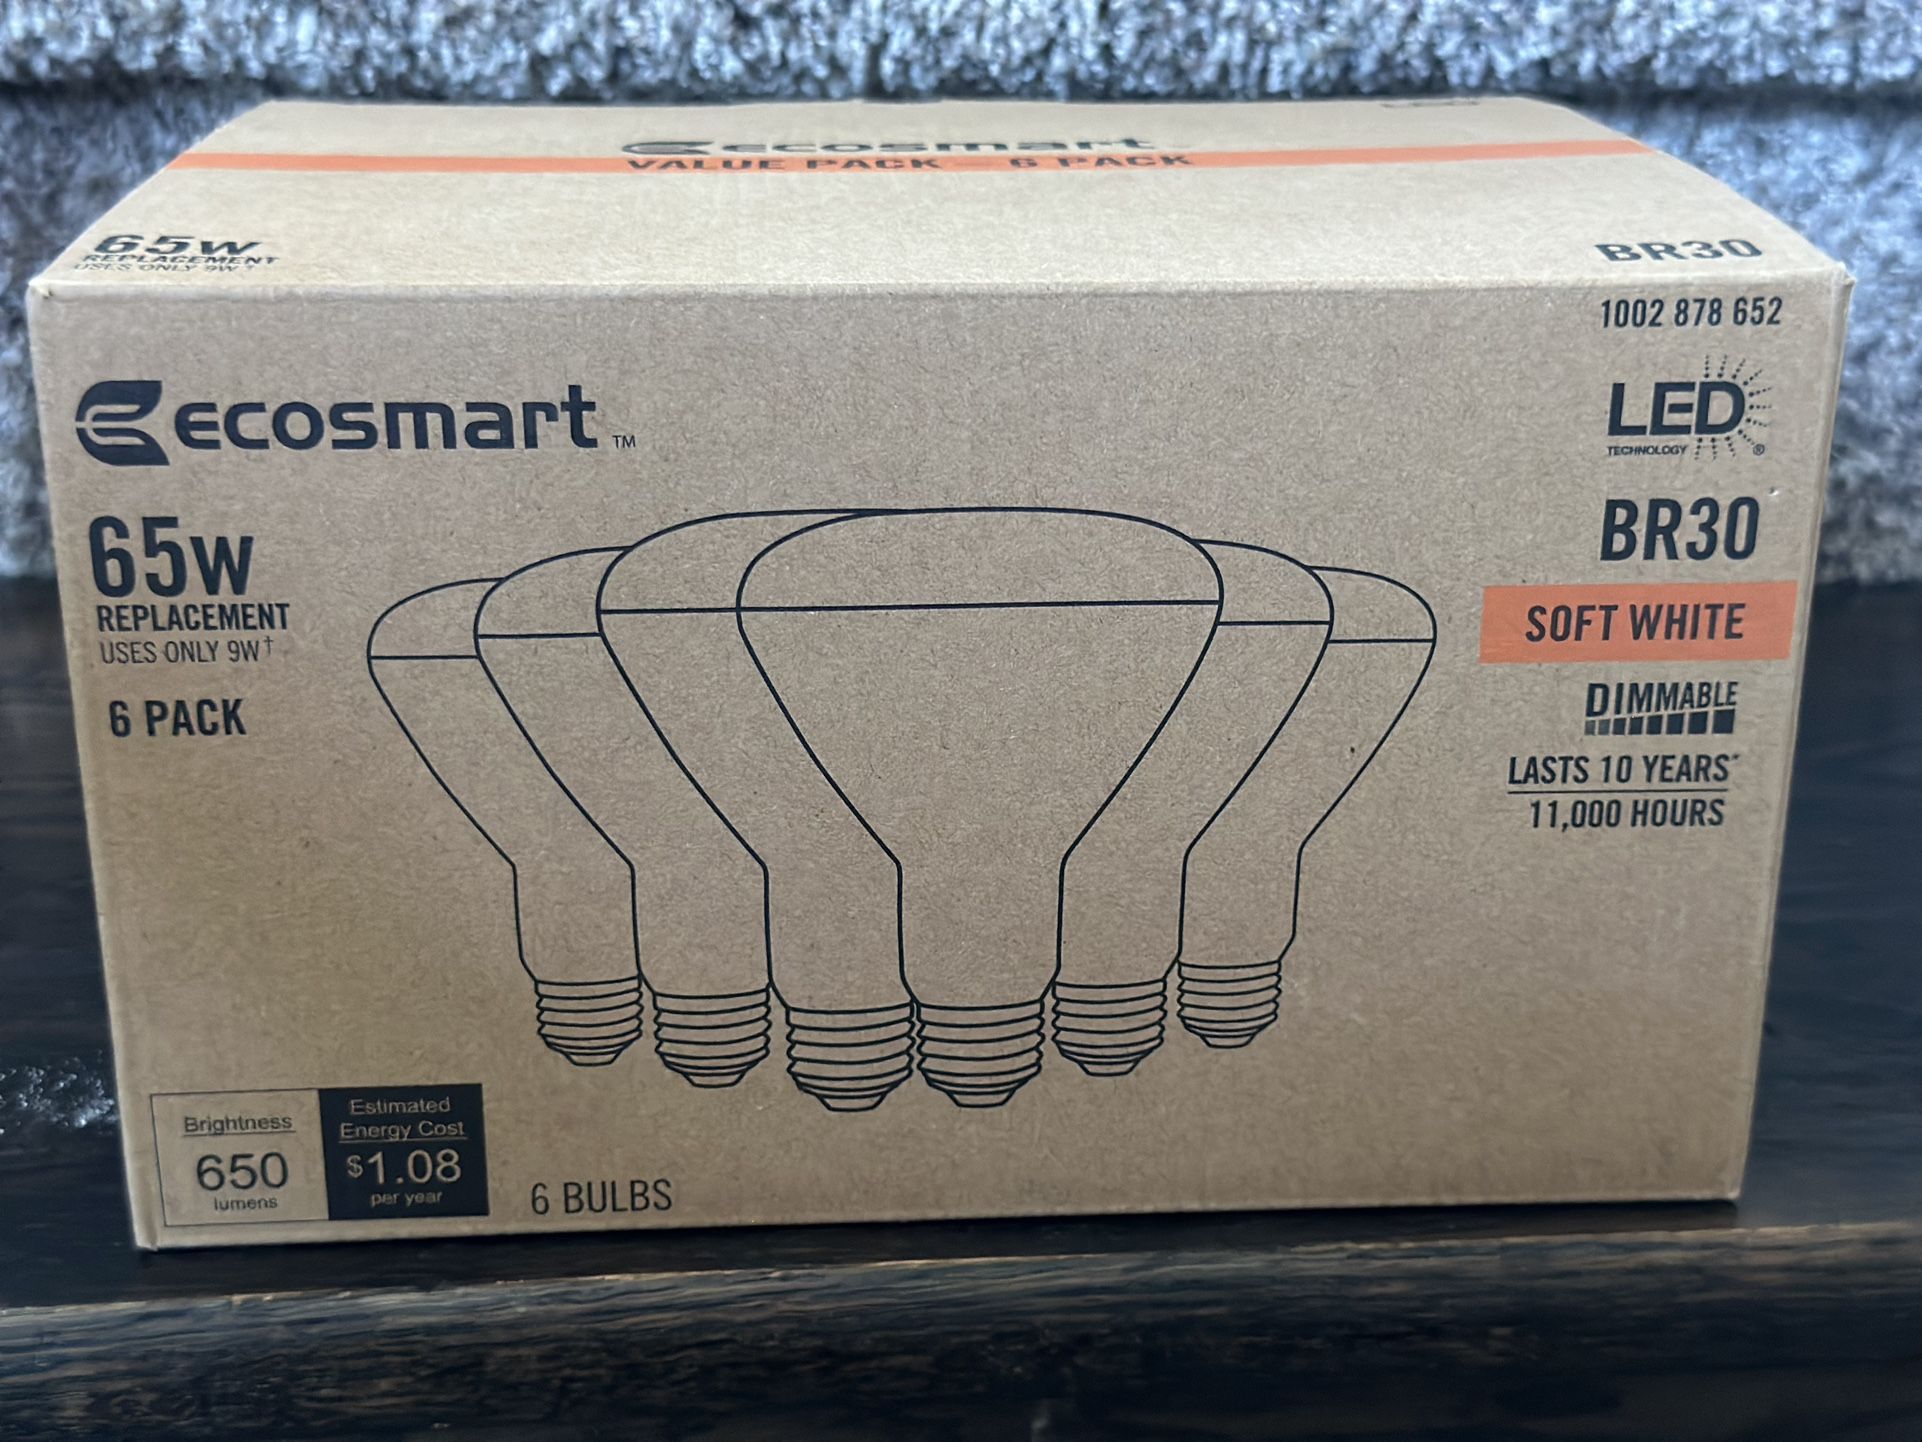 ecosmart
VALUE PACK – 6 PACK
65W
REPLACEMENT
USES ONLY 9W†
BR30
1002 878 652
ecosmart™
LED
TECHNOLOGY ®
65W
REPLACEMENT
USES ONLY 9W†
6 PACK
BR30
SOFT WHITE
DIMMABLE
LASTS 10 YEARS*
11,000 HOURS
Brightness
650
lumens
Estimated
Energy Cost
$1.08
per year
6 BULBS